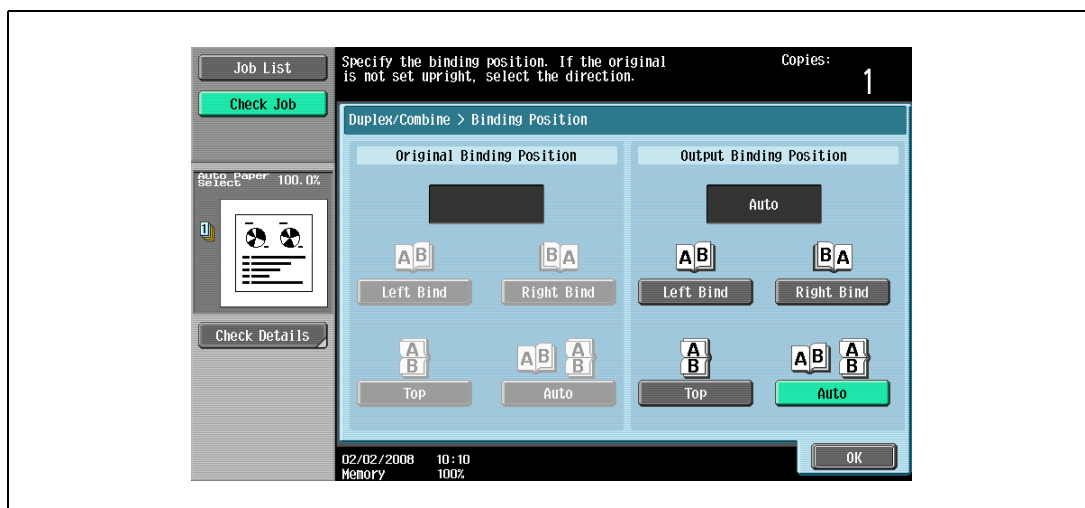 Job List
Check Job
Auto Paper
Select 100.0%
1
Check Details
Specify the binding position. If the original
is not set upright, select the direction.
Copies:
1
Duplex/Combine > Binding Position
Original Binding Position
AB
Left Bind
BA
Right Bind
A
B
Top
AB
A
B
Auto
Output Binding Position
Auto
AB
Left Bind
BA
Right Bind
A
B
Top
AB
A
B
Auto
02/02/2008 10:10
Memory 100%
OK